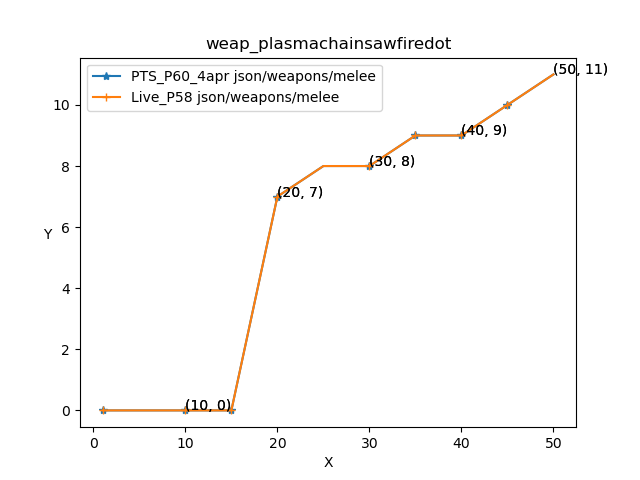 weap_plasmachainsawfiredot
PTS_P60_4apr json/weapons/melee
Live_P58 json/weapons/melee
(50, 11)
(40, 9)
(30, 8)
(20, 7)
(10, 0)
Y
10
8
6
4
2
0
0 10 20 30 40 50
X